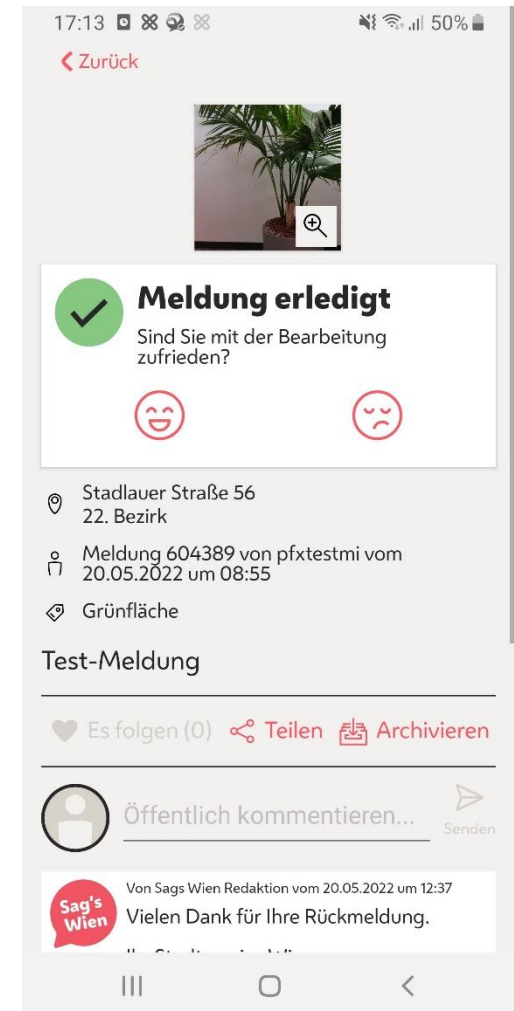 17:13 50%
Zurück
Meldung erledigt
Sind Sie mit der Bearbeitung
zufrieden?
Stadlauer Straße 56
22. Bezirk
Meldung 604389 von pfxtestmi vom
20.05.2022 um 08:55
Grünfläche
Test-Meldung
Es folgen (0) Teilen Archivieren
Öffentlich kommentieren... Senden
Sag's
Wien
Von Sags Wien Redaktion vom 20.05.2022 um 12:37
Vielen Dank für Ihre Rückmeldung.